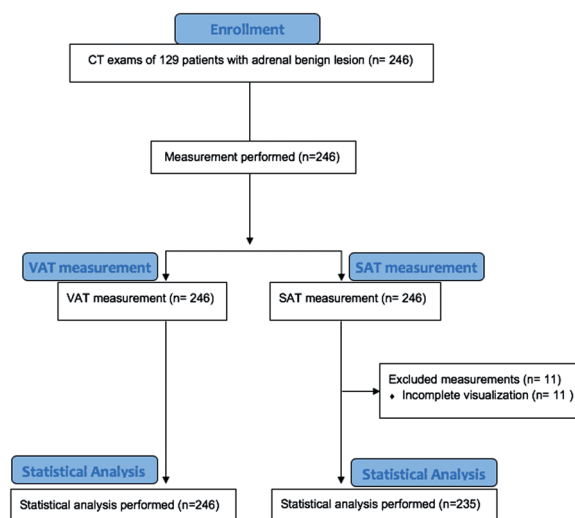 Enrollment
CT exams of 129 patients with adrenal benign lesion (n= 246)
Measurement performed (n=246)
VAT measurement
SAT measurement
VAT measurement (n= 246)
SAT measurement (n= 246)
Excluded measurements (n= 11)
♦ Incomplete visualization (n= 11 )
Statistical Analysis
Statistical Analysis
Statistical analysis performed (n=246)
Statistical analysis performed (n=235)